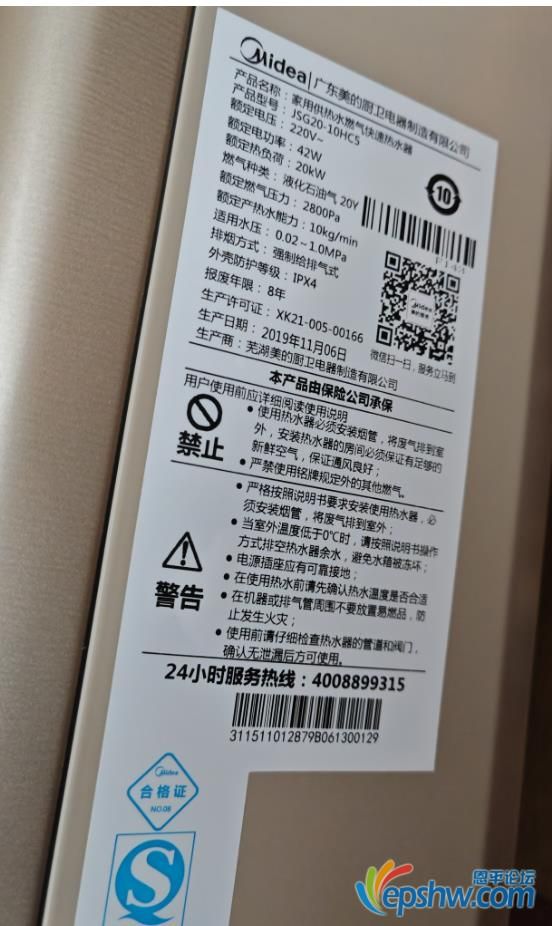 Midea 广东美的厨卫电器制造有限公司
产品名称：家用供热水燃气快速热水器
产品型号：JSG20-10HC5
额定电压：220V~
额定电功率：42W
额定热负荷：20kW
燃气种类：液化石油气 20Y
额定燃气压力：2800Pa
额定产热水能力：10kg/min
适用水压：0.02~1.0MPa
排烟方式：强制给排气式
外壳防护等级：IPX4
报废年限：8年
生产许可证：XK21-005-00166
生产日期：2019年11月06日
生产商：芜湖美的厨卫电器制造有限公司
10
F143
Midea
微信扫一扫，服务立马到
本产品由保险公司承保
用户使用前应详细阅读使用说明
禁止
• 使用热水器必须安装烟管，将废气排到室
外，安装热水器的房间必须保证有足够的
新鲜空气，保证通风良好；
• 严禁使用铭牌规定外的其他燃气。
警告
• 严格按照说明书要求安装使用热水器，必
须安装烟管，将废气排到室外；
• 当室外温度低于0℃时，请按照说明书操作
方式排空热水器余水，避免水箱被冻坏；
• 电源插座应有可靠接地；
• 在使用热水前请先确认热水温度是否合适
• 在机器或排气管周围不要放置易燃品，防
止发生火灾；
• 使用前请仔细检查热水器的管道和阀门，
确认无泄漏后方可使用。
24小时服务热线：4008899315
311511012879B061300129
Midea
合格证
NO.08
恩平论坛
epshw.com